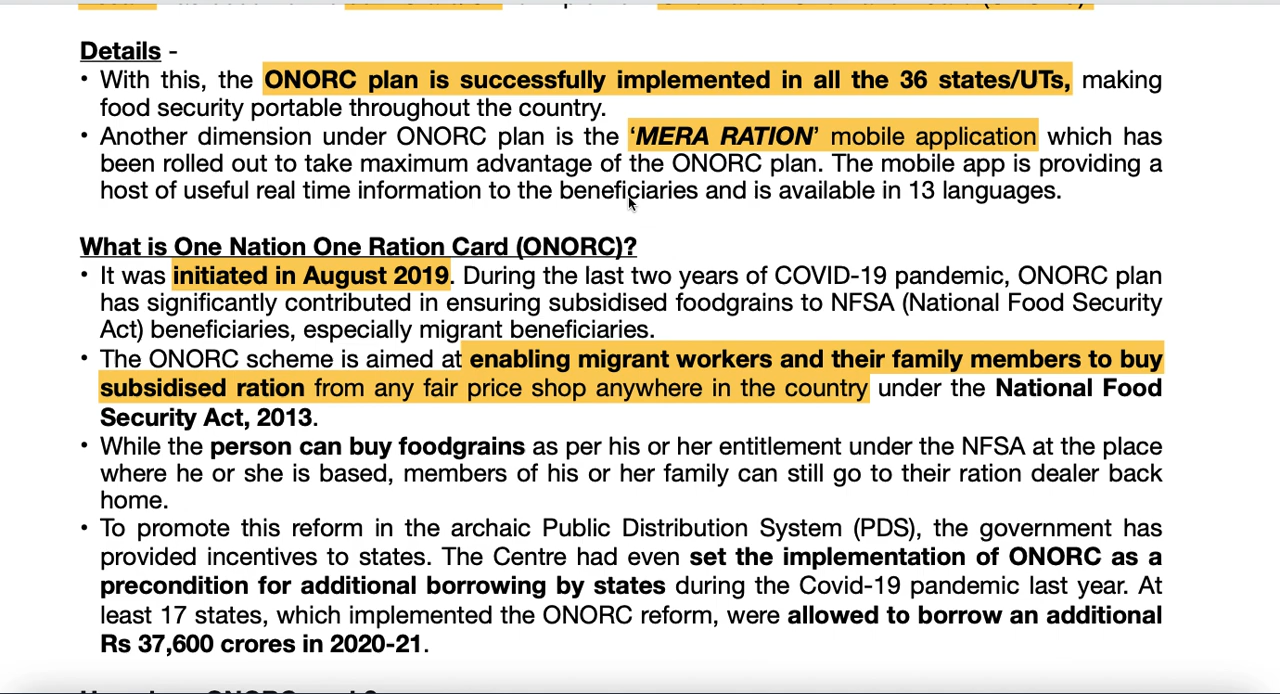 Details -
• With this, the ONORC plan is successfully implemented in all the 36 states/UTs, making
food security portable throughout the country.
• Another dimension under ONORC plan is the ‘MERA RATION’ mobile application which has
been rolled out to take maximum advantage of the ONORC plan. The mobile app is providing a
host of useful real time information to the beneficiaries and is available in 13 languages.
What is One Nation One Ration Card (ONORC)?
• It was initiated in August 2019. During the last two years of COVID-19 pandemic, ONORC plan
has significantly contributed in ensuring subsidised foodgrains to NFSA (National Food Security
Act) beneficiaries, especially migrant beneficiaries.
• The ONORC scheme is aimed at enabling migrant workers and their family members to buy
subsidised ration from any fair price shop anywhere in the country under the National Food
Security Act, 2013.
• While the person can buy foodgrains as per his or her entitlement under the NFSA at the place
where he or she is based, members of his or her family can still go to their ration dealer back
home.
• To promote this reform in the archaic Public Distribution System (PDS), the government has
provided incentives to states. The Centre had even set the implementation of ONORC as a
precondition for additional borrowing by states during the Covid-19 pandemic last year. At
least 17 states, which implemented the ONORC reform, were allowed to borrow an additional
Rs 37,600 crores in 2020-21.